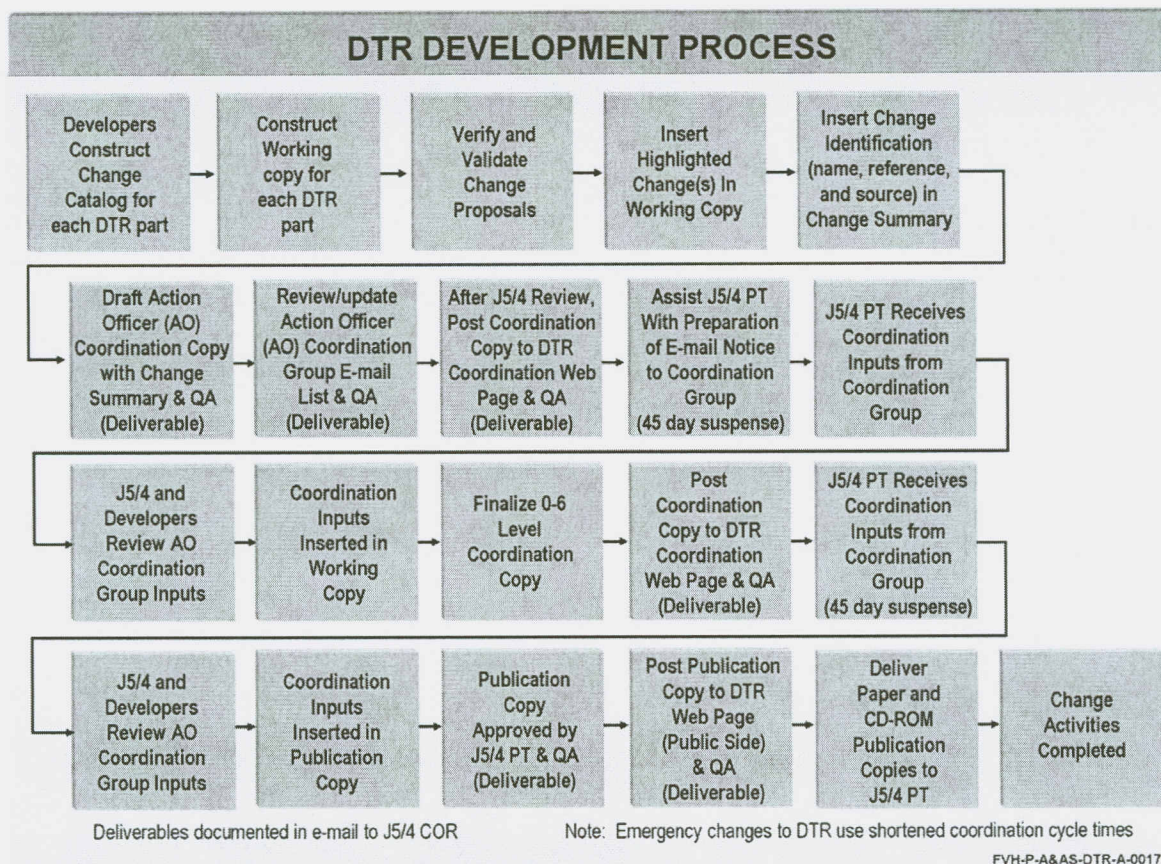 DTR DEVELOPMENT PROCESS
Developers
Construct
Change
Catalog for
each DTR part
Construct
Working
copy for
each DTR
part
Verify and
Validate
Change
Proposals
Insert
Highlighted
Change(s) In
Working Copy
Insert Change
Identification
(name, reference,
and source) in
Change Summary
Draft Action
Officer (AO)
Coordination Copy
with Change
Summary & QA
(Deliverable)
Review/update
Action Officer
(AO) Coordination
Group E-mail
List & QA
(Deliverable)
After J5/4 Review,
Post Coordination
Copy to DTR
Coordination Web
Page & QA
(Deliverable)
Assist J5/4 PT
With Preparation
of E-mail Notice
to Coordination
Group
(45 day suspense)
J5/4 PT Receives
Coordination
Inputs from
Coordination
Group
J5/4 and
Developers
Review AO
Coordination
Group Inputs
Coordination
Inputs
Inserted in
Working
Copy
Finalize 0-6
Level
Coordination
Copy
Post
Coordination
Copy to DTR
Coordination
Web Page & QA
(Deliverable)
J5/4 PT Receives
Coordination
Inputs from
Coordination
Group
(45 day suspense)
J5/4 and
Developers
Review AO
Coordination
Group Inputs
Coordination
Inputs
Inserted in
Publication
Copy
Publication
Copy
Approved by
J5/4 PT & QA
(Deliverable)
Post Publication
Copy to DTR
Web Page
(Public Side)
& QA
(Deliverable)
Deliver
Paper and
CD-ROM
Publication
Copies to
J5/4 PT
Change
Activities
Completed
Deliverables documented in e-mail to J5/4 COR
Note: Emergency changes to DTR use shortened coordination cycle times
FVH-P-A&AS-DTR-A-0017